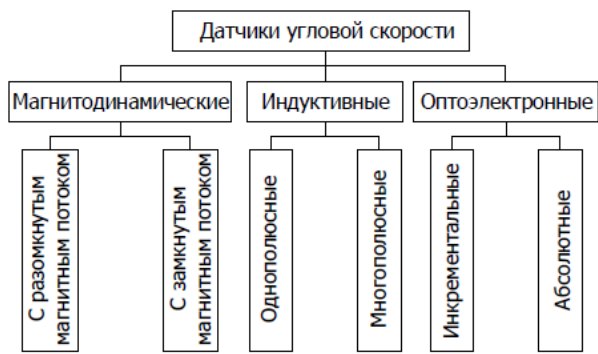 Датчики угловой скорости
Магнитодинамические
Индуктивные
Оптоэлектронные
С разомкнутым
магнитным потоком
С замкнутым
магнитным потоком
Однополюсные
Многополюсные
Инкрементальные
Абсолютные